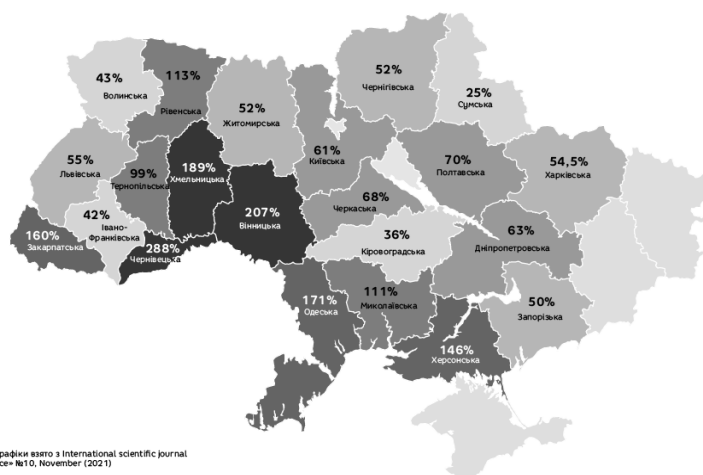 52%
Чернігівська
25%
Сумська
43%
Волинська
113%
Рівенська
52%
Житомирська
61%
Київська
55%
Львівська
99%
Тернопільська
189%
Хмельницька
70%
Полтавська
54,5%
Харківська
207%
Вінницька
68%
Черкаська
42%
Івано-
Франківська
160%
Закарпатська
288%
Чернівецька
36%
Кіровоградська
63%
Дніпропетровська
171%
Одеська
111%
Миколаївська
50%
Запорізька
146%
Херсонська
рафіки взято з International scientific journal
ce» №10, November (2021)